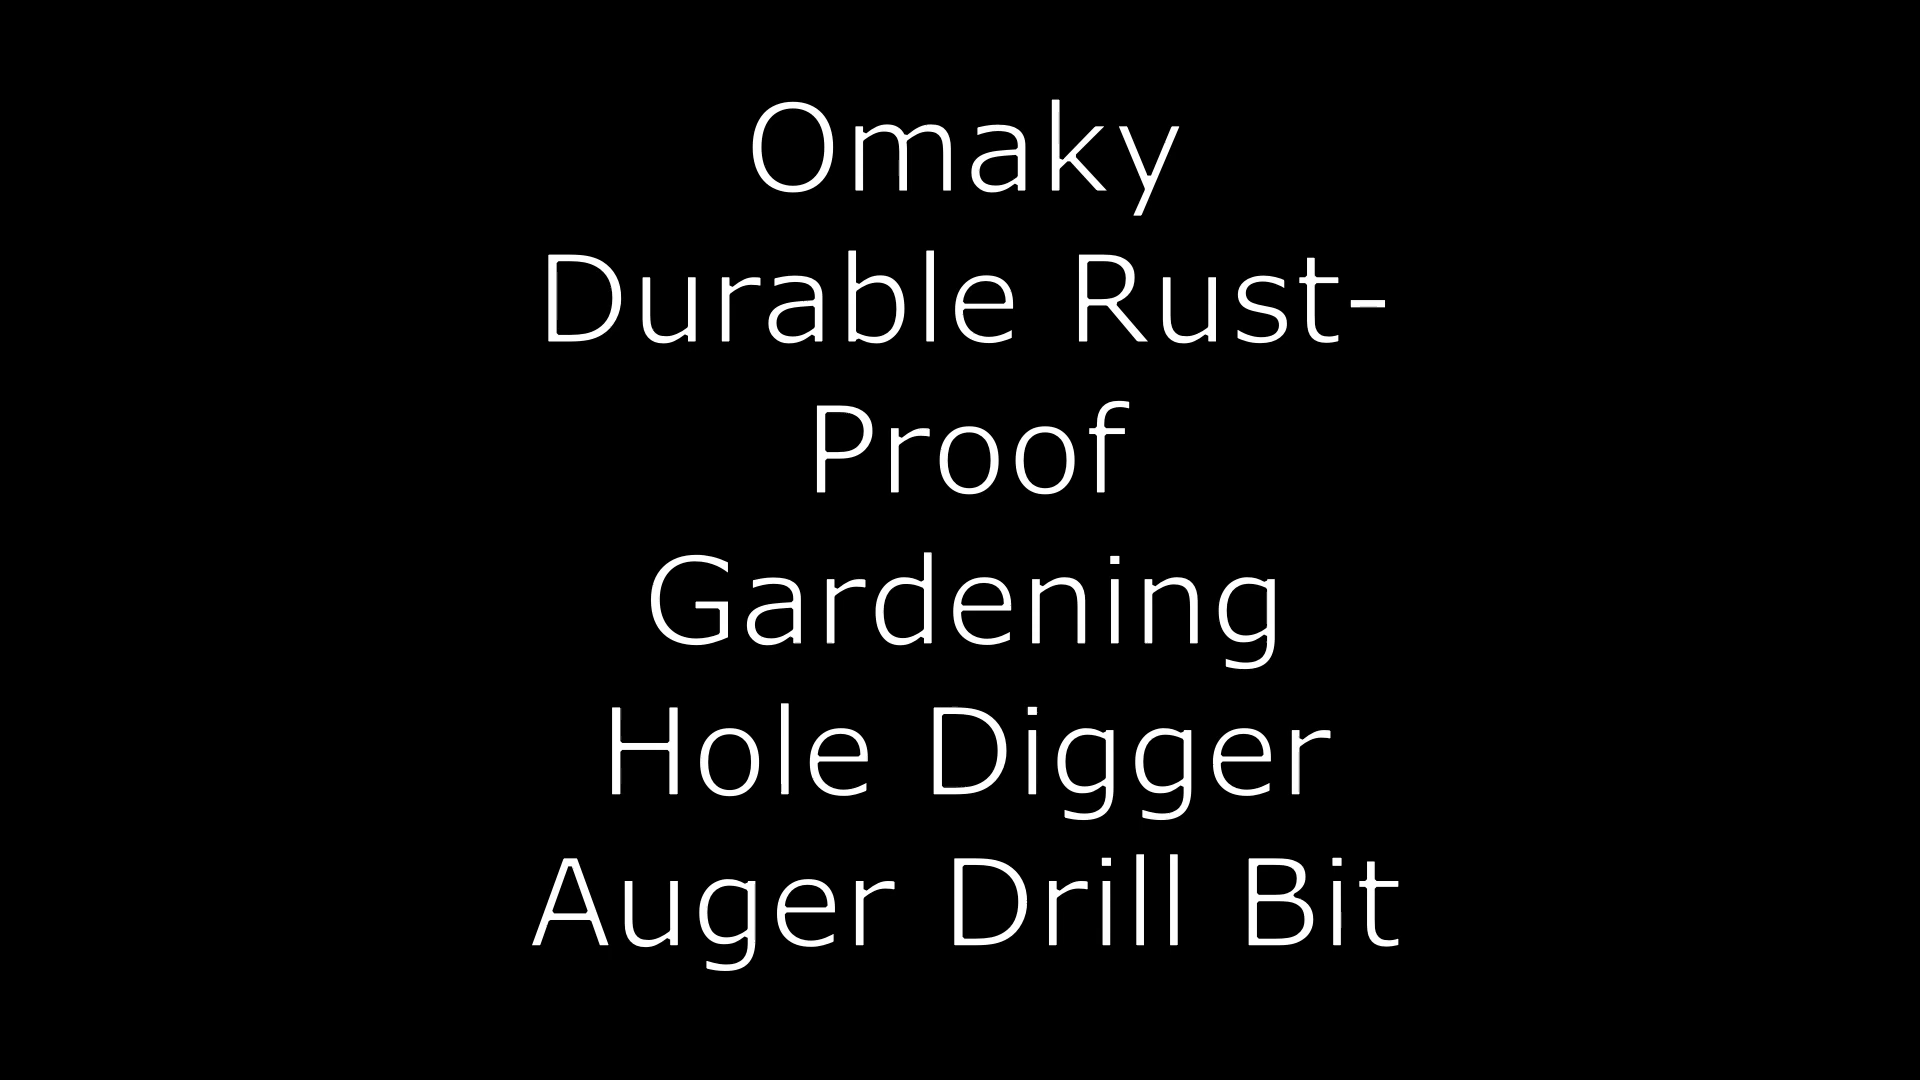 Omaky
Durable Rust-
Proof
Gardening
Hole Digger
Auger Drill Bit